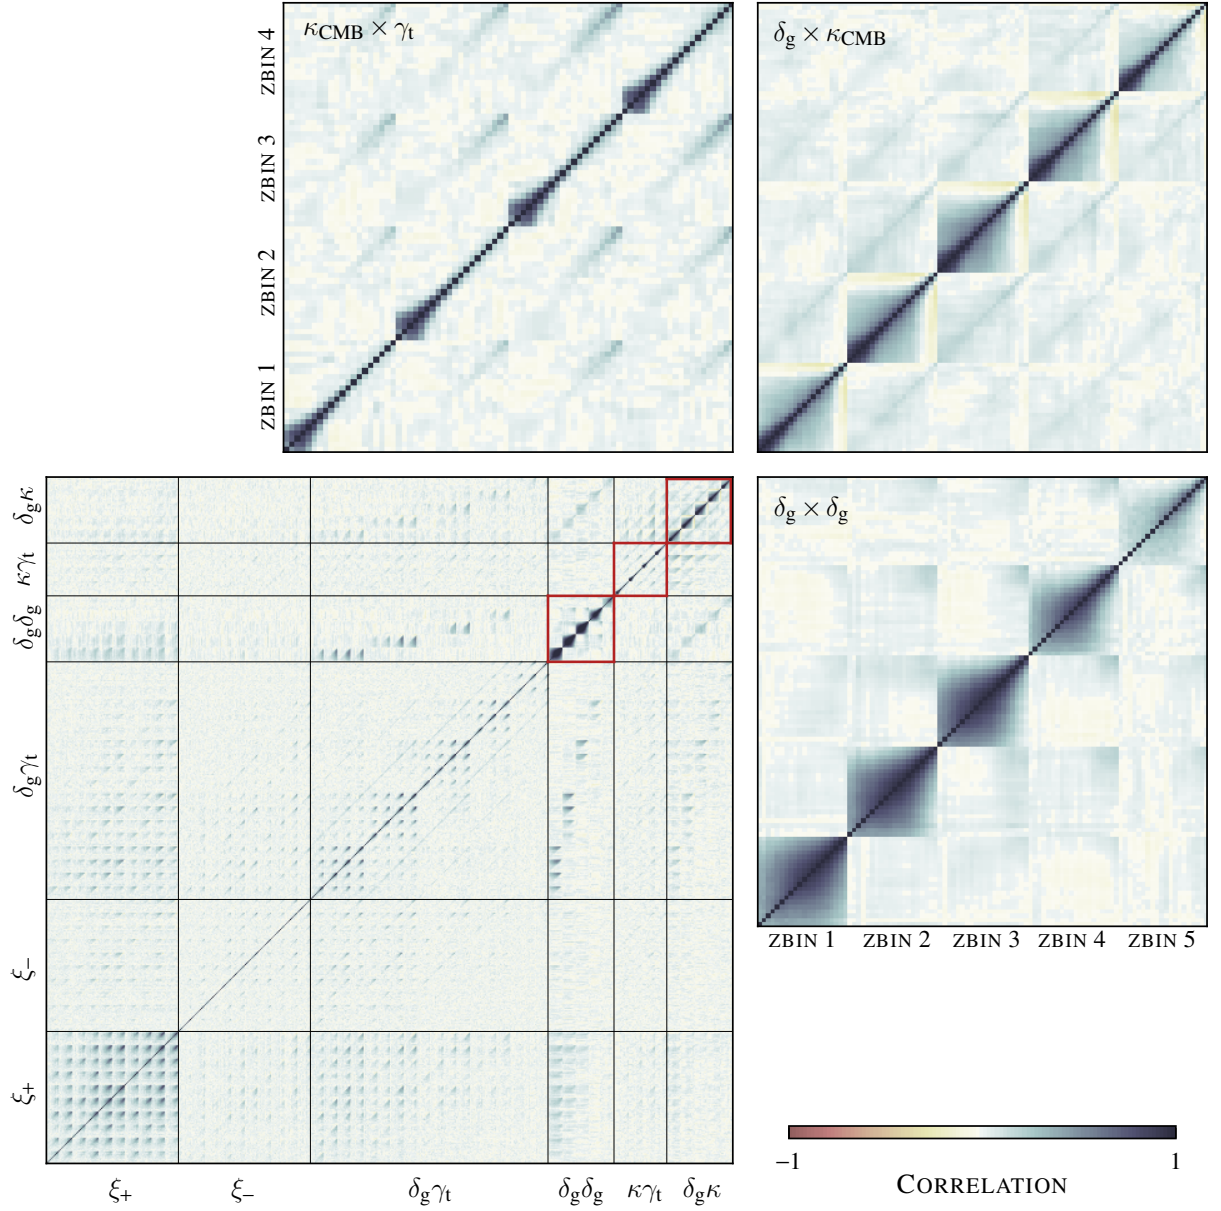 κCMB × γt
δg × κCMB
ZBIN 4
ZBIN 3
ZBIN 2
ZBIN 1
δgκ
κγt
δgδg
δgγt
ξ−
ξ+
δg × δg
ZBIN 1 ZBIN 2 ZBIN 3 ZBIN 4 ZBIN 5
ξ+ ξ− δgγt δgδg κγt δgκ
−1 1
CORRELATION